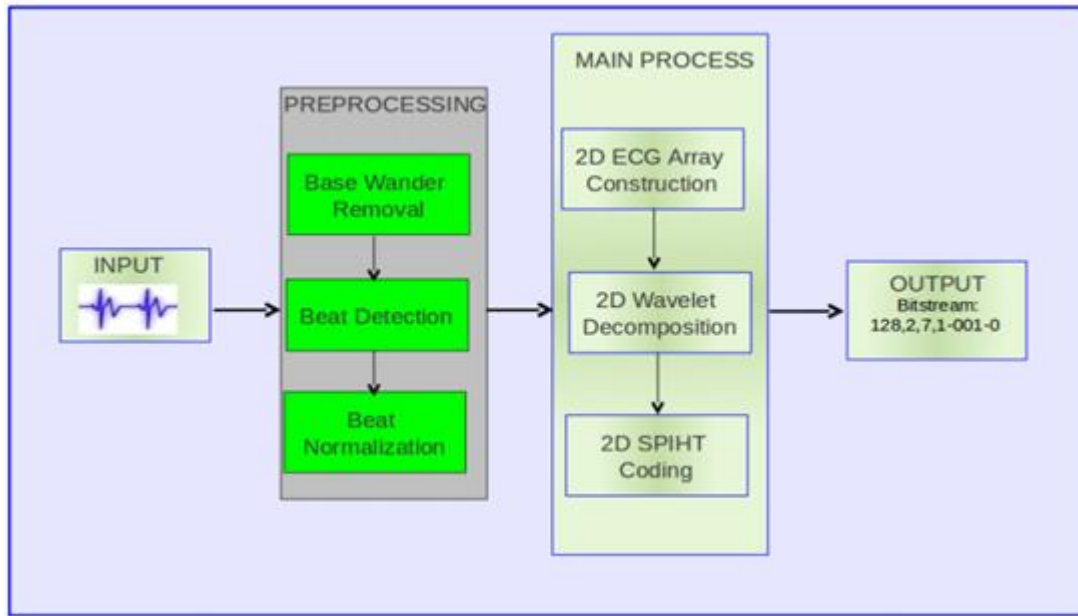 INPUT
PREPROCESSING
Base Wander
Removal
Beat Detection
Beat
Normalization
MAIN PROCESS
2D ECG Array
Construction
2D Wavelet
Decomposition
2D SPIHT
Coding
OUTPUT
Bitstream:
128,2,7,1-001-0